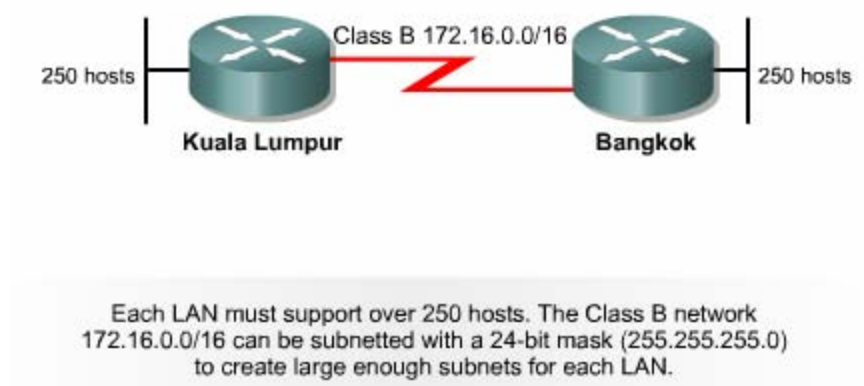 Class B 172.16.0.0/16
250 hosts
250 hosts
Kuala Lumpur
Bangkok
Each LAN must support over 250 hosts. The Class B network
172.16.0.0/16 can be subnetted with a 24-bit mask (255.255.255.0)
to create large enough subnets for each LAN.